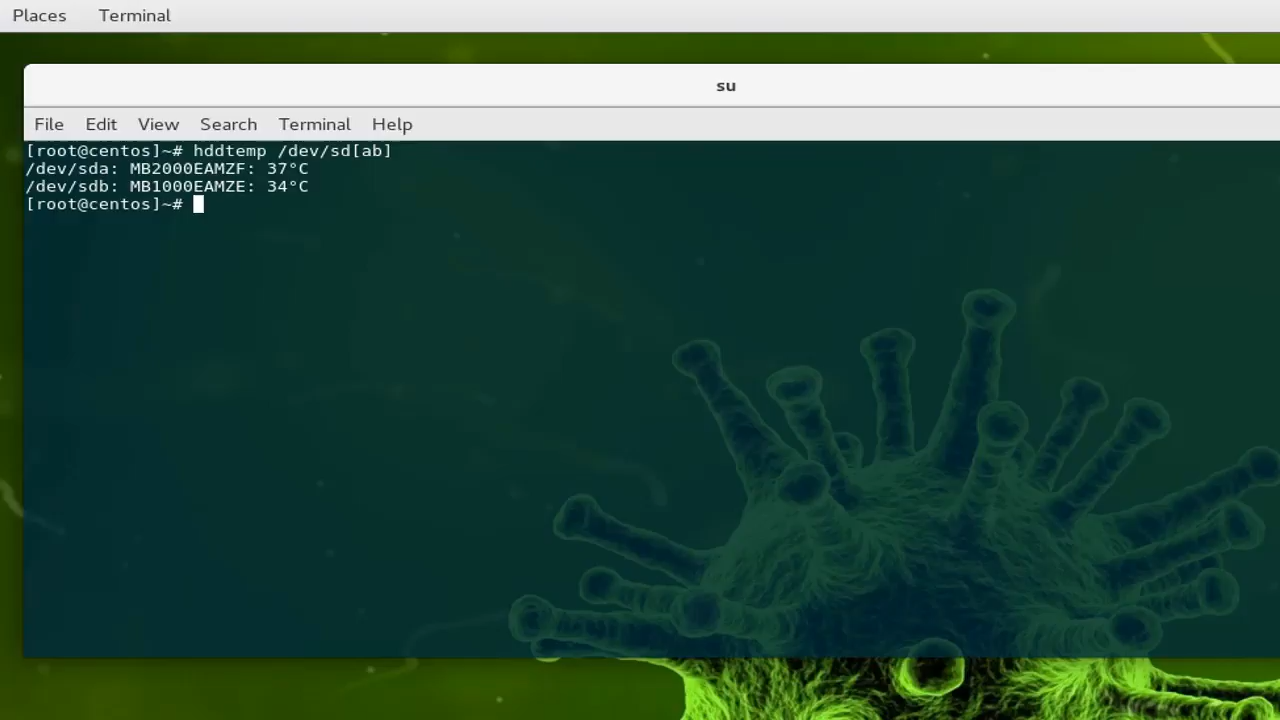 Places Terminal
su
File Edit View Search Terminal Help
[root@centos]~# hddtemp /dev/sd[ab]
/dev/sda: MB2000EAMZF: 37°C
/dev/sdb: MB1000EAMZE: 34°C
[root@centos]~#